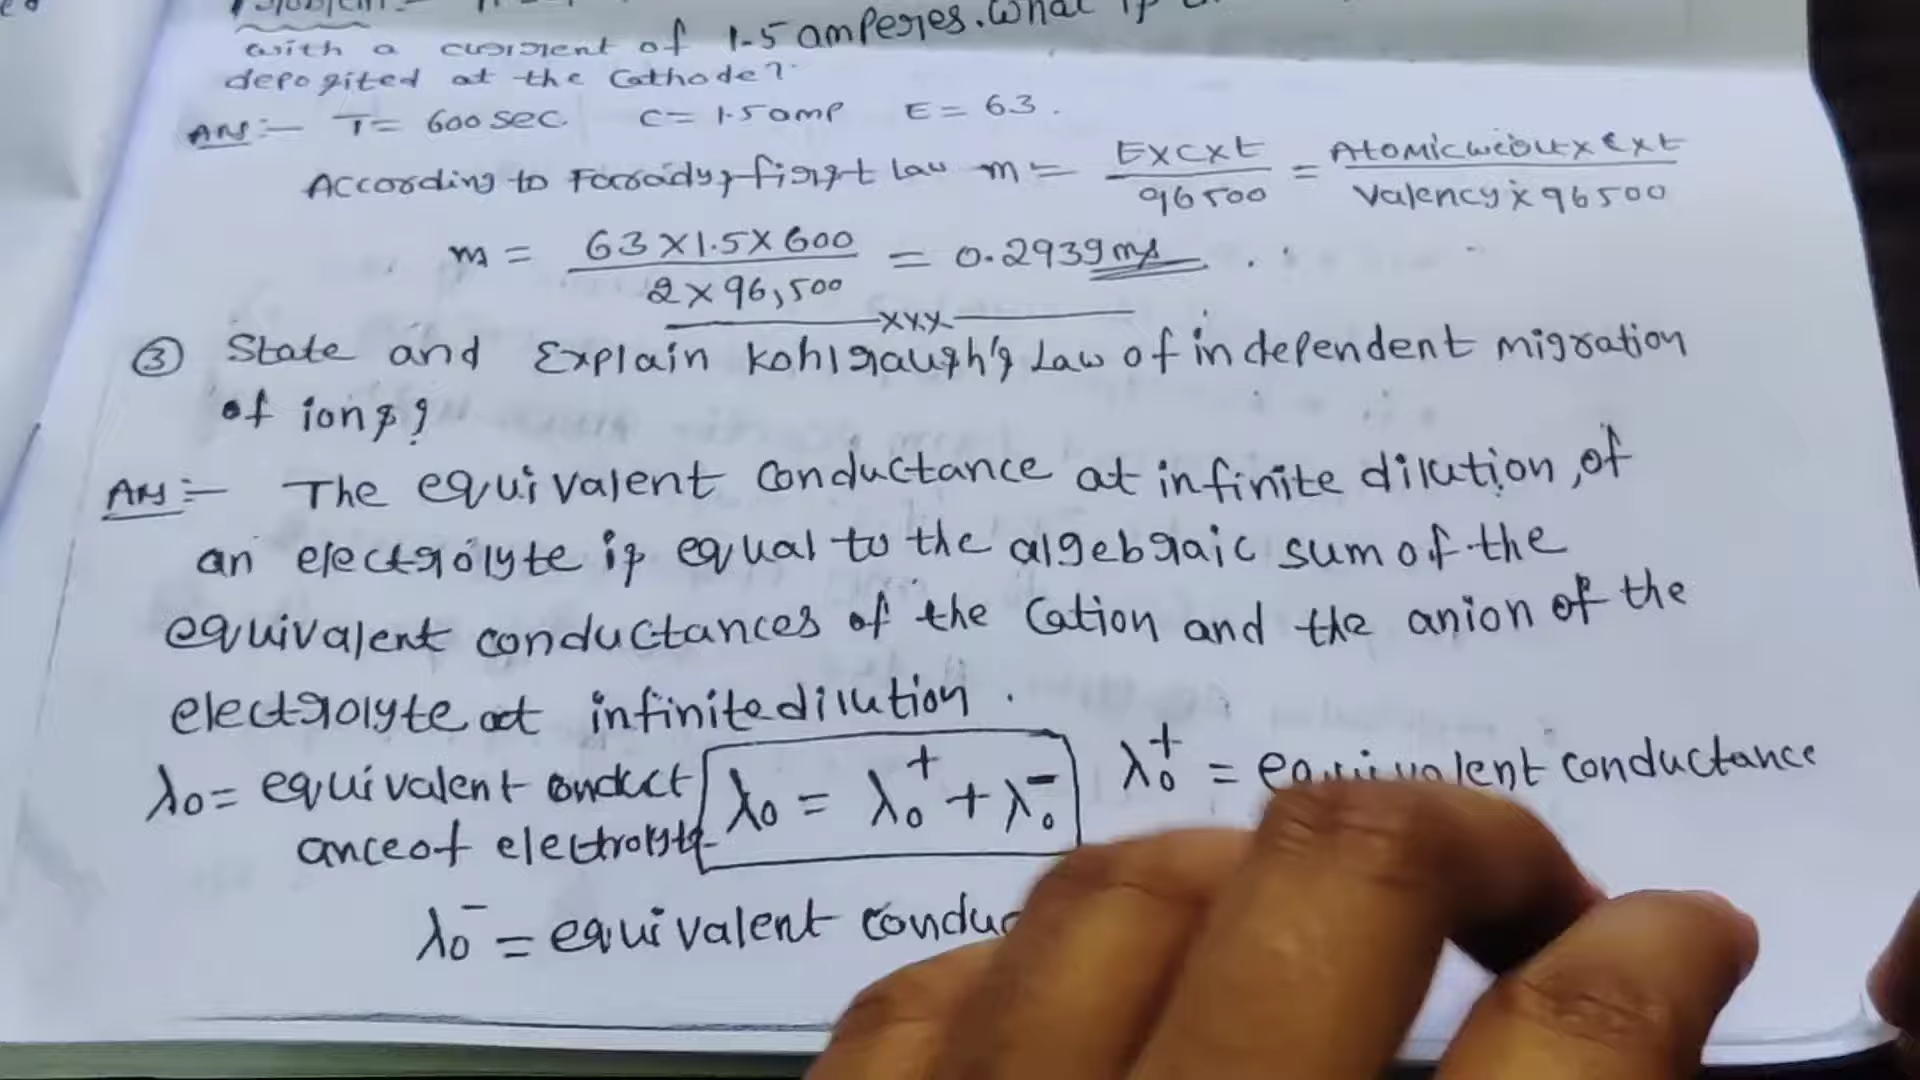 with a current of 1.5 amperes. What is
deposited at the Cathode?
Ans:- T= 600 sec C= 1.5 amp E= 63.
According to Faradys first law m = E×C×t / 96500 = Atomic weight × C × t / Valency × 96500
m = 63×1.5×600 / 2×96,500 = 0.2939 gms
xxx
③ State and Explain Kohlraush's Law of independent migration
of ions?
Ans:- The equivalent conductance at infinite dilution, of
an electrolyte is equal to the algebraic sum of the
equivalent conductances of the Cation and the anion of the
electrolyte at infinite dilution.
λ0 = equivalent conduct
ance of electrolyte
λ0 = λ0+ + λ0-
λ0+ = equivalent conductance
λ0- = equivalent